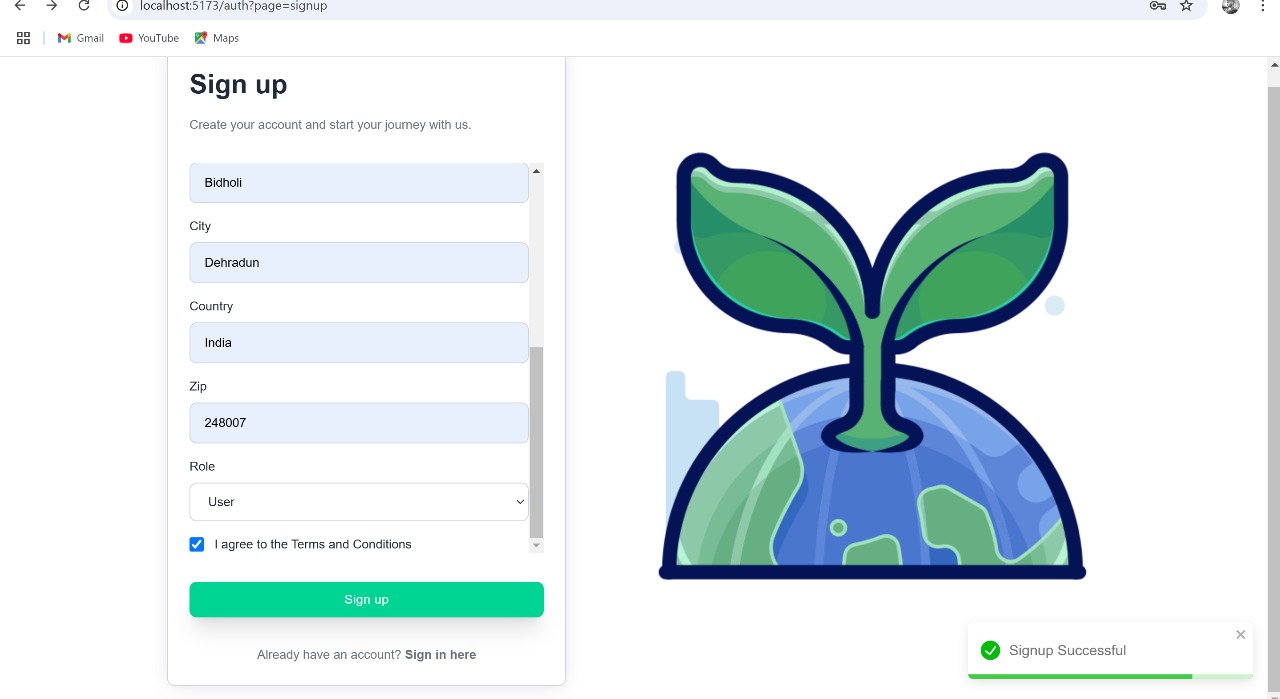 localhost:5173/auth?page=signup
Gmail YouTube Maps
Sign up
Create your account and start your journey with us.
Bidholi
City
Dehradun
Country
India
Zip
248007
Role
User
I agree to the Terms and Conditions
Sign up
Already have an account? Sign in here
Signup Successful